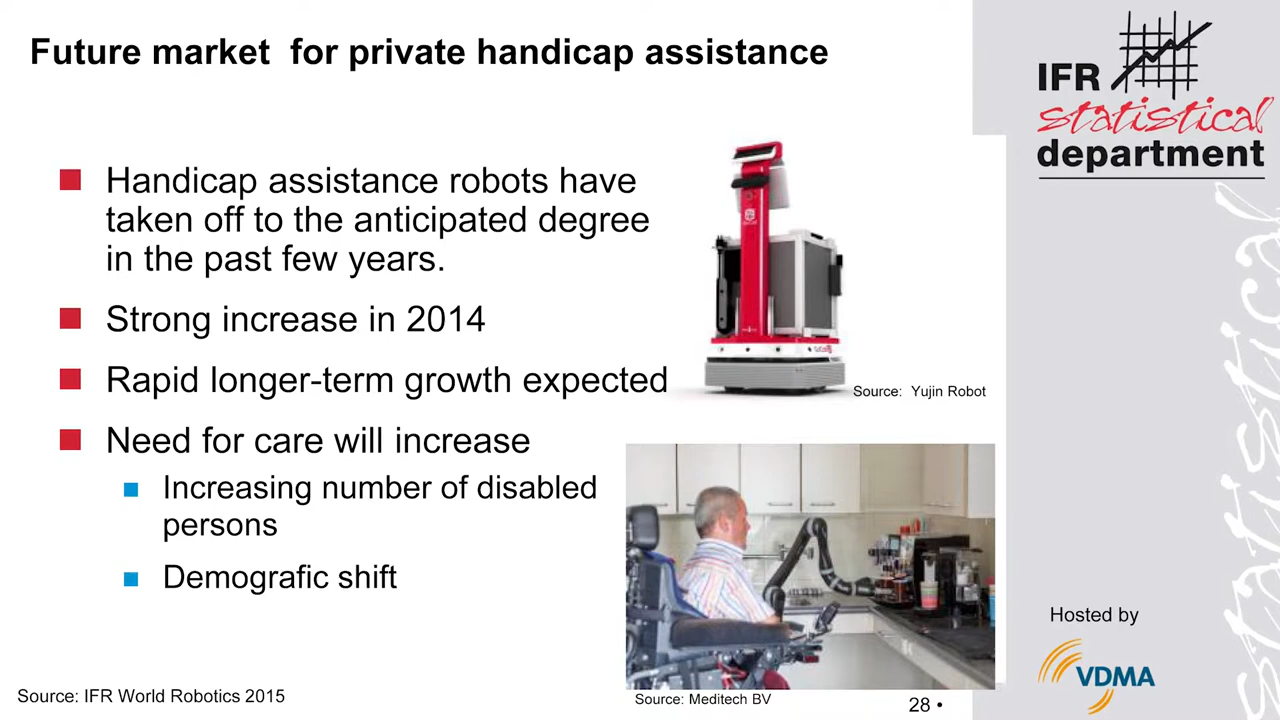 Future market for private handicap assistance
Handicap assistance robots have
taken off to the anticipated degree
in the past few years.
Strong increase in 2014
Rapid longer-term growth expected
Need for care will increase
Increasing number of disabled
persons
Demografic shift
Source: Yujin Robot
Source: Meditech BV
Source: IFR World Robotics 2015
28 •
IFR
statistical
department
statistical
statistical
Hosted by
VDMA